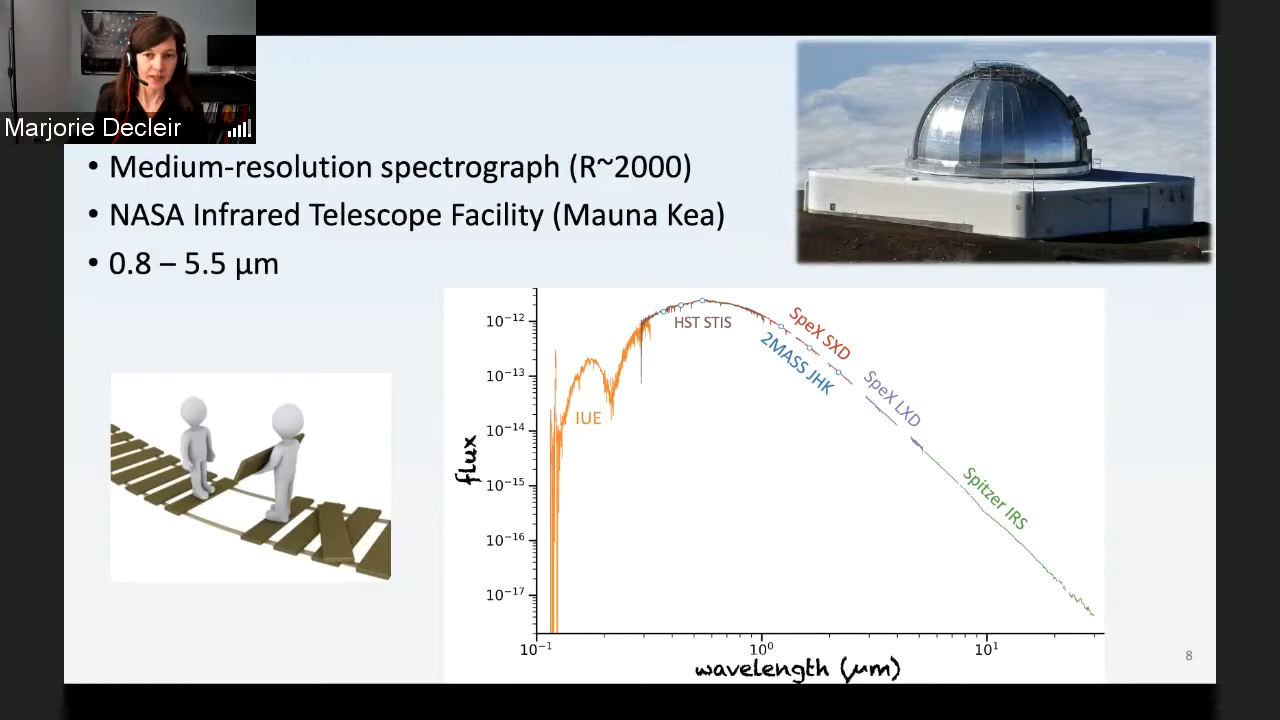 Marjorie Decleir
• Medium-resolution spectrograph (R~2000)
• NASA Infrared Telescope Facility (Mauna Kea)
• 0.8 – 5.5 μm
10⁻¹²
10⁻¹³
10⁻¹⁴
10⁻¹⁵
10⁻¹⁶
10⁻¹⁷
flux
IUE
HST STIS
SpeX SXD
2MASS JHK
SpeX LXD
Spitzer IRS
10⁻¹
10⁰
10¹
wavelength (μm)
8